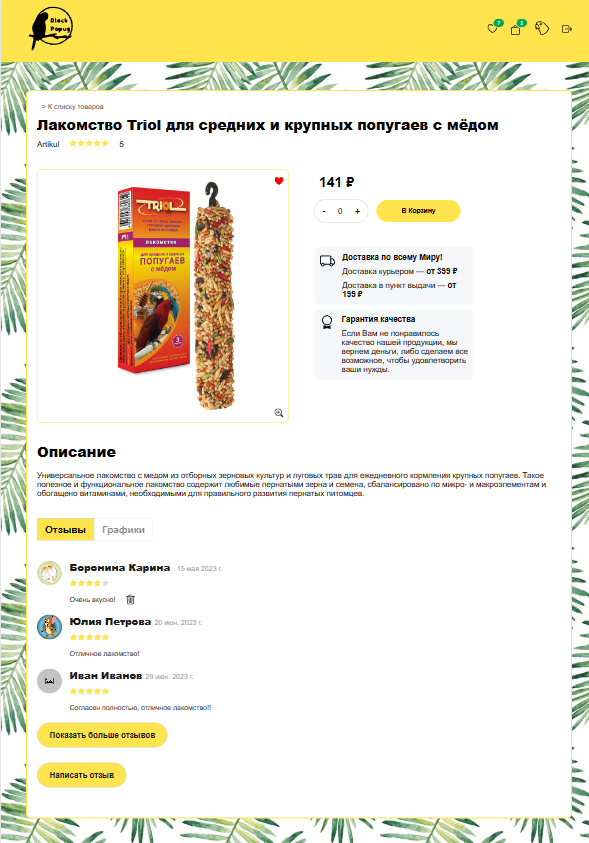 Black
Papug
7
5
> К списку товаров
Лакомство Triol для средних и крупных попугаев с мёдом
Artikul 5
141 ₽
- 0 + В Корзину
TRIOL
ЛАКОМСТВО
для средних и крупных
ПОПУГАЕВ
С МЁДОМ
Доставка по всему Миру!
Доставка курьером — от 399 ₽
Доставка в пункт выдачи — от
199 ₽
Гарантия качества
Если Вам не понравилось
качество нашей продукции, мы
вернем деньги, либо сделаем все
возможное, чтобы удовлетворить
ваши нужды.
Описание
Универсальное лакомство с медом из отборных зерновых культур и луговых трав для ежедневного кормления крупных попугаев. Такое
полезное и функциональное лакомство содержит любимые пернатыми зерна и семена, сбалансировано по микро- и макроэлементам и
обогащено витаминами, необходимыми для правильного развития пернатых питомцев.
Отзывы Графики
Боронина Карина 15 мая 2023 г.
Очень вкусно!
Юлия Петрова 20 июн. 2023 г.
Отличное лакомство!
Иван Иванов 29 июн. 2023 г.
Согласен полностью, отличное лакомство!!
Показать больше отзывов
Написать отзыв